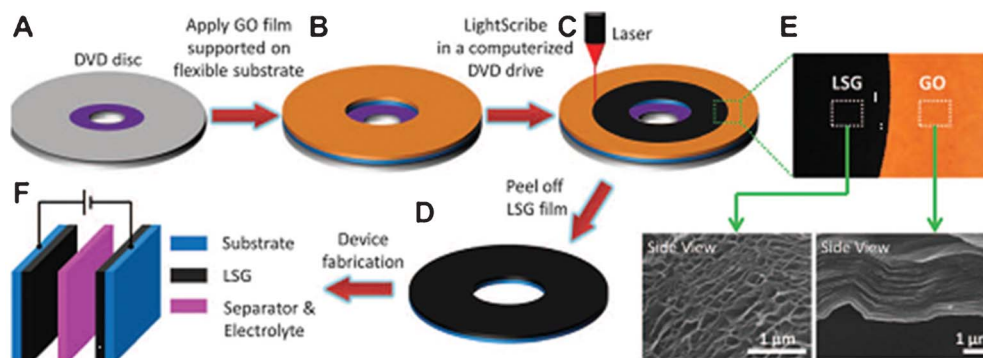 A
DVD disc
Apply GO film
supported on
flexible substrate
B
LightScribe
in a computerized
DVD drive
C
Laser
E
LSG
GO
Peel off
LSG film
D
Side View
1 μm
Side View
1 μm
Device
fabrication
F
Substrate
LSG
Separator &
Electrolyte